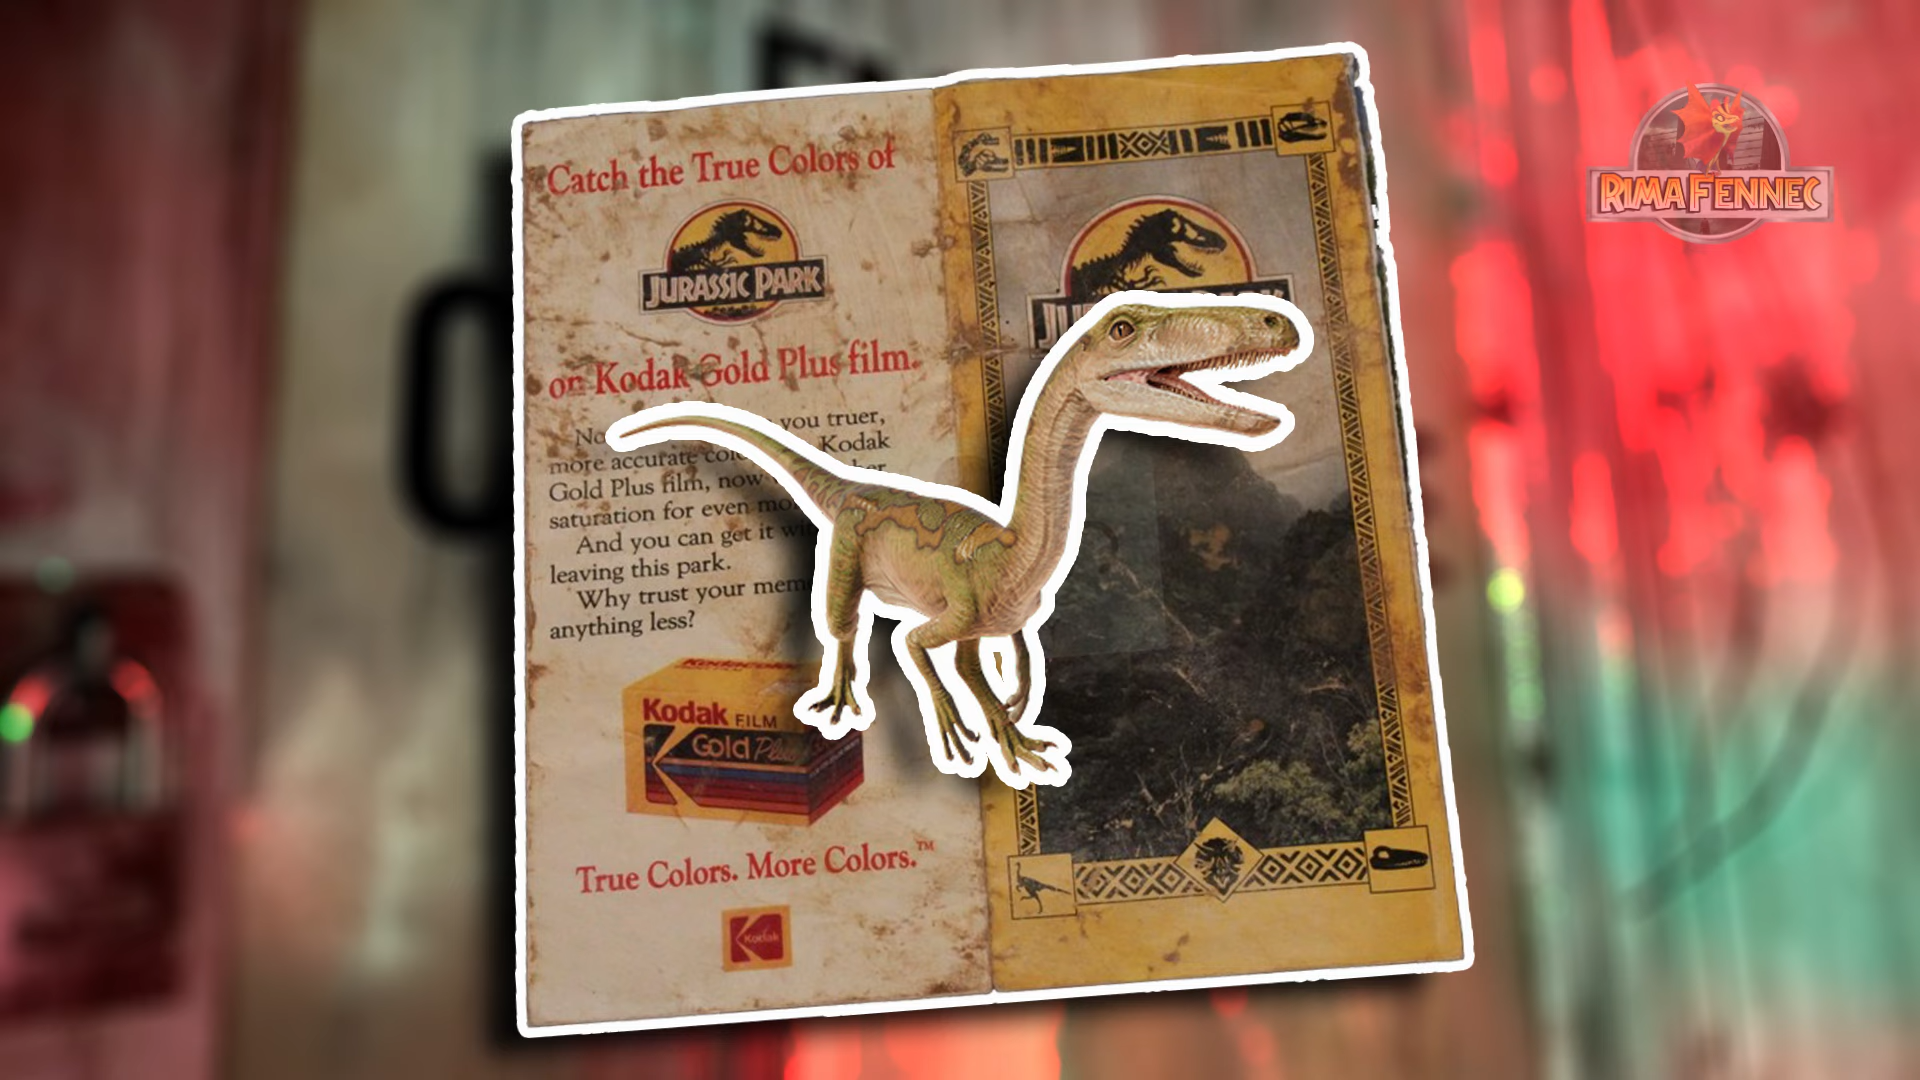 Catch the True Colors of
JURASSIC PARK
on Kodak Gold Plus film.
No you truer,
more accurate Kodak
Gold Plus film, now
saturation for even
And you can get it
leaving this park.
Why trust your
anything less?
Kodak FILM
Gold Plus
True Colors. More Colors.™
Kodak
RIMA FENNEC